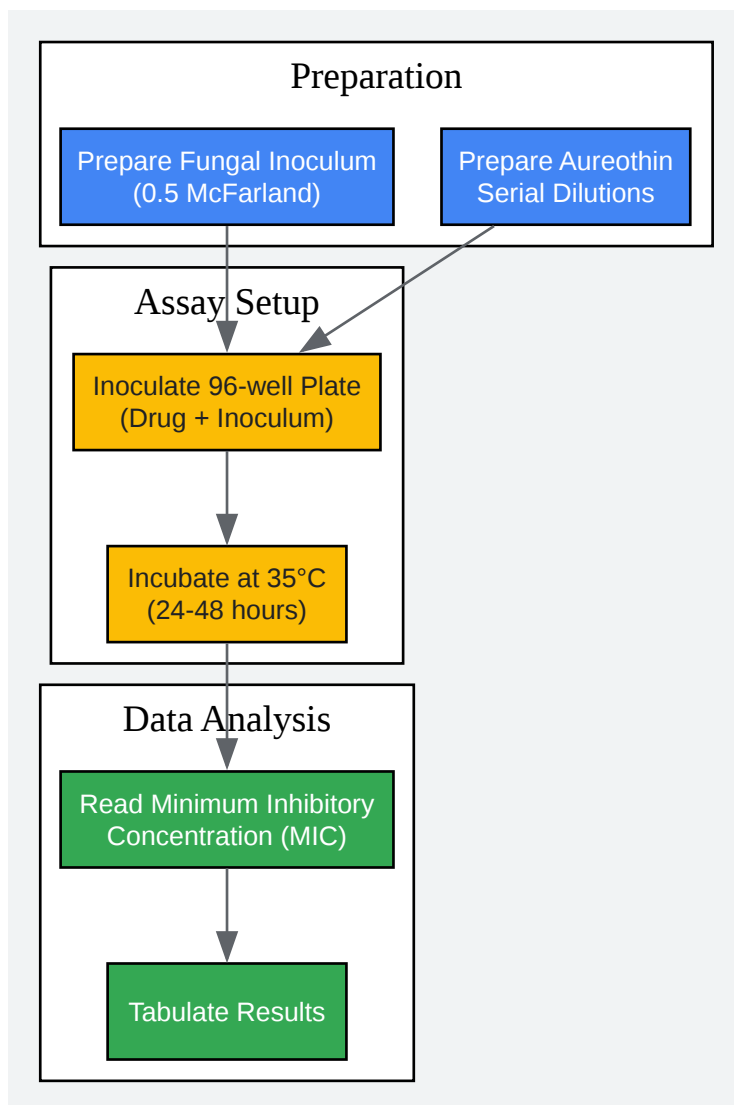 Preparation
Prepare Fungal Inoculum
(0.5 McFarland)
Prepare Aureothin
Serial Dilutions
Assay Setup
Inoculate 96-well Plate
(Drug + Inoculum)
Incubate at 35°C
(24-48 hours)
Data Analysis
Read Minimum Inhibitory
Concentration (MIC)
Tabulate Results